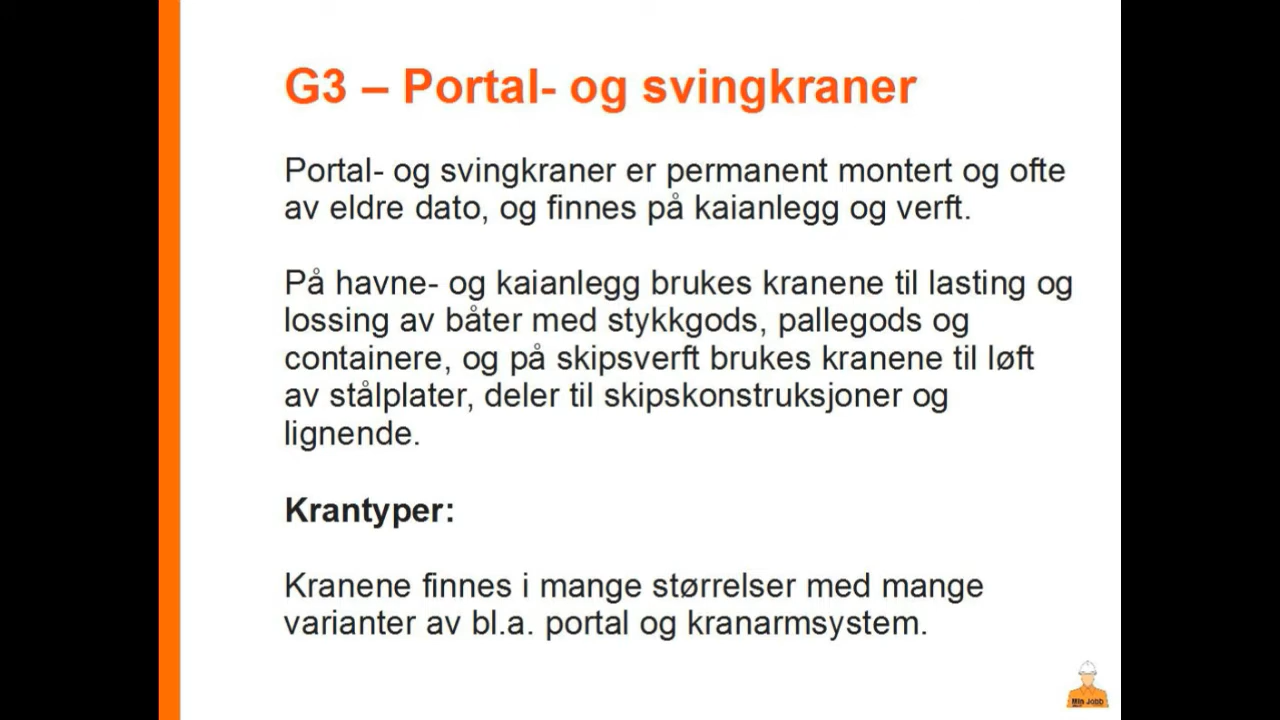 G3 – Portal- og svingkraner
Portal- og svingkraner er permanent montert og ofte
av eldre dato, og finnes på kaianlegg og verft.
På havne- og kaianlegg brukes kranene til lasting og
lossing av båter med stykkgods, pallegods og
containere, og på skipsverft brukes kranene til løft
av stålplater, deler til skipskonstruksjoner og
lignende.
Krantyper:
Kranene finnes i mange størrelser med mange
varianter av bl.a. portal og kranarmsystem.
Min Jobb